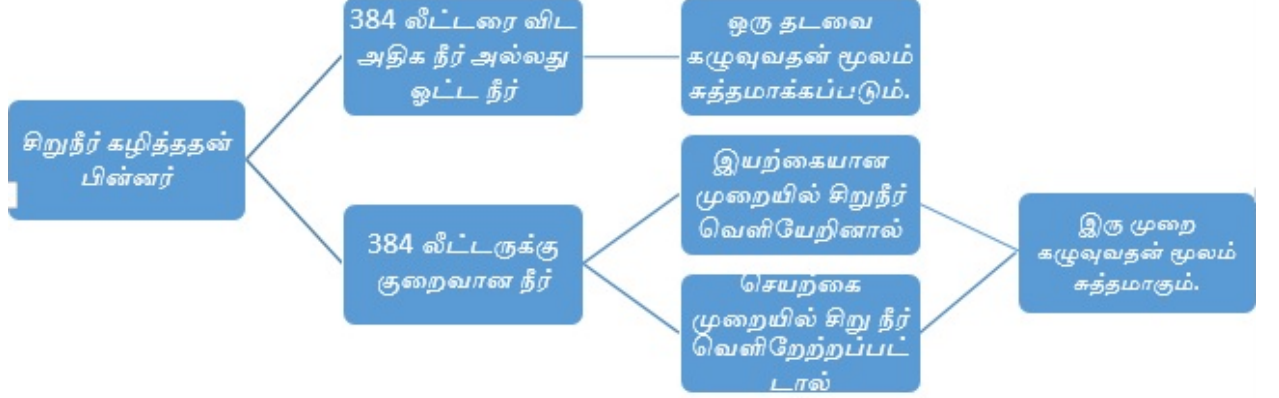 சிறுநீர் கழித்ததன்
பின்னர்
384 லீட்டரை விட
அதிக நீர் அல்லது
ஓட்ட நீர்
ஒரு தடவை
கழுவுவதன் மூலம்
சுத்தமாக்கப்படும்.
384 லீட்டருக்கு
குறைவான நீர்
இயற்கையான
முறையில் சிறுநீர்
வெளியேறினால்
செயற்கை
முறையில் சிறு நீர்
வெளிறேற்றப்பட்
டால்
இரு முறை
கழுவுவதன் மூலம்
சுத்தமாகும்.